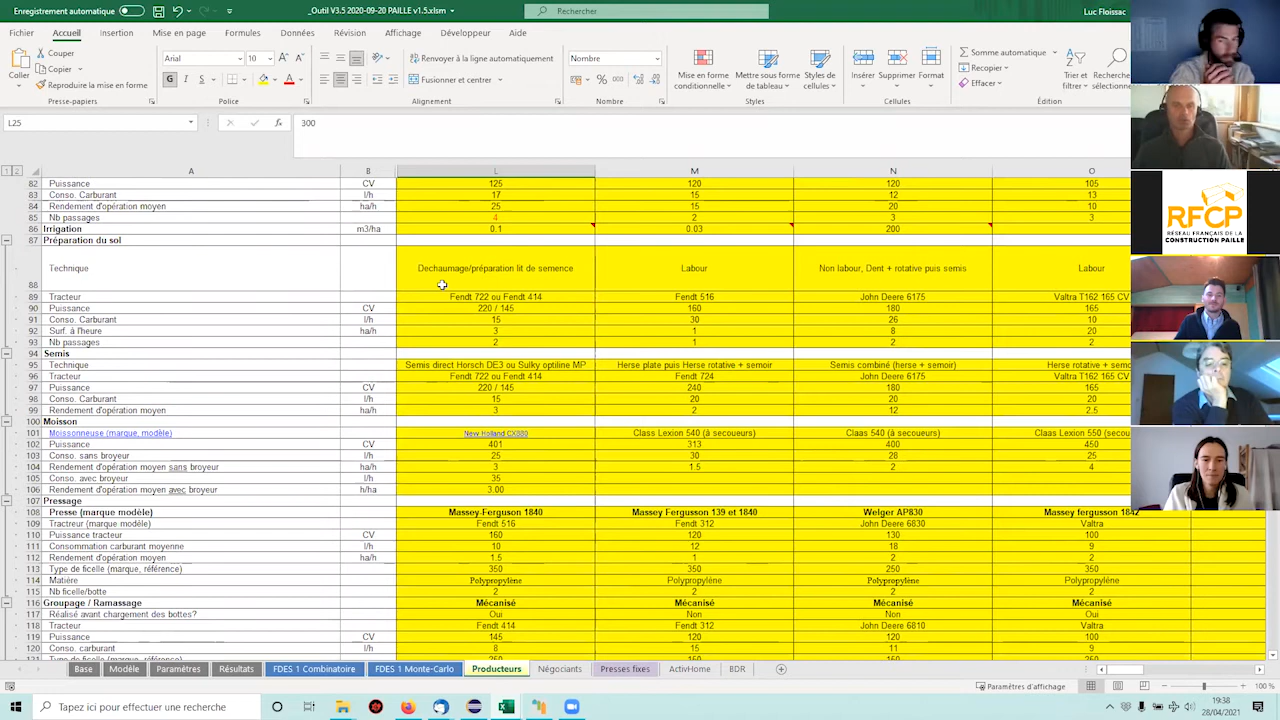 Enregistrement automatique
_Outil V3.5 2020-09-20 PAILLE v1.5.xlsm
Rechercher
Luc Floissac
Fichier Accueil Insertion Mise en page Formules Données Révision Affichage Développeur Aide
Coller
Couper
Copier
Reproduire la mise en forme
Presse-papiers
Arial 10
G I S
Police
Renvoyer à la ligne automatiquement
Fusionner et centrer
Alignement
Nombre
% 000
Nombre
Mise en forme conditionnelle
Mettre sous forme de tableau
Styles de cellules
Styles
Insérer
Supprimer
Format
Cellules
Somme automatique
Recopier
Effacer
Trier et filtrer
Recherche
sélectionne
Édition
L25 fx 300
1 2 A B L M N O
82 Puissance CV 125 120 120 105
83 Conso. Carburant l/h 17 15 12 13
84 Rendement d'opération moyen ha/h 25 15 20 10
85 Nb passages 4 2 3 3
86 Irrigation m3/ha 0.1 0.03 200
87 Préparation du sol
88 Technique Dechaumage/préparation lit de semence Labour Non labour, Dent + rotative puis semis Labour
89 Tracteur Fendt 722 ou Fendt 414 Fendt 516 John Deere 6175 Valtra T162 165 CV
90 Puissance CV 220 / 145 160 180 165
91 Conso. Carburant l/h 15 30 26 10
92 Surf. à l'heure ha/h 3 1 8 20
93 Nb passages 2 1 2 2
94 Semis
95 Technique Semis direct Horsch DE3 ou Sulky optiline MP Herse plate puis Herse rotative + semoir Semis combiné (herse + semoir) Herse rotative + s
96 Tracteur Fendt 722 ou Fendt 414 Fendt 724 John Deere 6175 Valtra T162 165 CV
97 Puissance CV 220 / 145 240 180 165
98 Conso. Carburant l/h 15 20 20 20
99 Rendement d'opération moyen ha/h 3 2 12 2.5
100 Moisson
101 Moissonneuse (marque, modèle) New Holland CX880 Class Lexion 540 (à secoueurs) Claas 540 (à secoueurs) Claas Lexion 550 (secou
102 Puissance CV 401 313 400 450
103 Conso. sans broyeur l/h 25 30 28 25
104 Rendement d'opération moyen sans broyeur ha/h 3 1.5 2 4
105 Conso. avec broyeur l/h 35
106 Rendement d'opération moyen avec broyeur h/ha 3.00
107 Pressage
108 Presse (marque modèle) Massey-Ferguson 1840 Massey Fergusson 139 et 1840 Welger AP830 Massey fergusson 1842
109 Tractreur (marque modèle) Fendt 516 Fendt 312 John Deere 6830 Valtra
110 Puissance tracteur CV 160 120 130 100
111 Consommation carburant moyenne l/h 10 12 18 9
112 Rendement d'opération moyen ha/h 1.5 1 2 2
113 Type de ficelle (marque, référence) 350 350 250 350
114 Matière Polypropylène Polypropylène Polypropylène Polypropylène
115 Nb ficelle/botte 2 2 2 2
116 Groupage / Ramassage Mécanisé Mécanisé Mécanisé Mécanisé
117 Réalisé avant chargement des bottes? Oui Non Non Oui
118 Tracteur Fendt 414 Fendt 312 John Deere 6810 Valtra
119 Puissance CV 145 120 120 100
120 Conso. carburant l/h 8 15 11 9
RFCP
RÉSEAU FRANÇAIS DE LA
CONSTRUCTION PAILLE
Base Modèle Paramètres Résultats FDES 1 Combinatoire FDES 1 Monte-Carlo Producteurs Négociants Presses fixes ActivHome BDR
Paramètres d'affichage 100 %
Tapez ici pour effectuer une recherche
19:38
28/04/2021